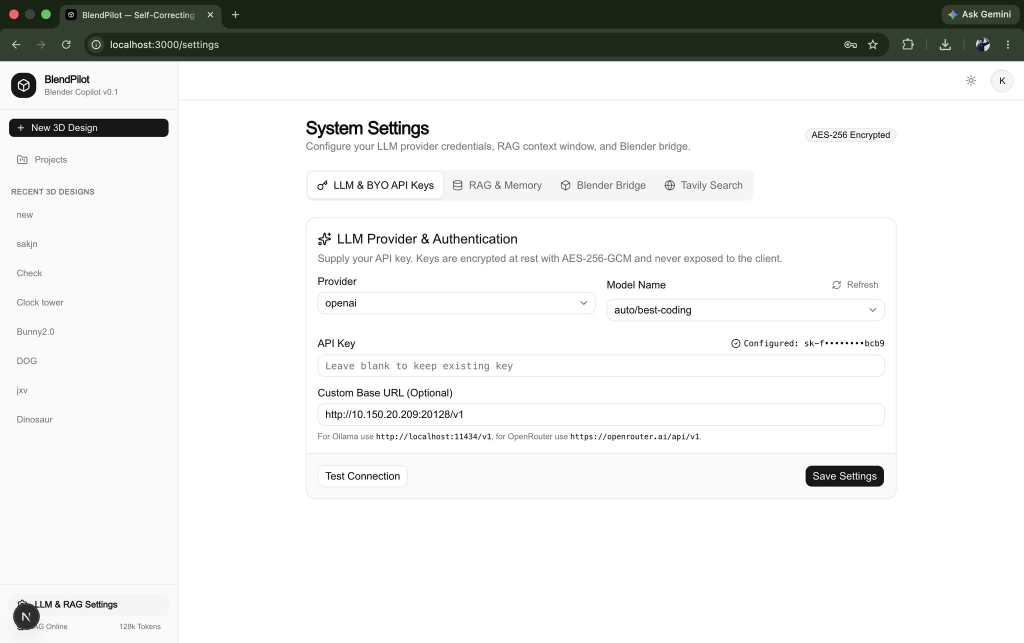 BlendPilot — Self-Correcting
Ask Gemini
localhost:3000/settings
BlendPilot
Blender Copilot v0.1
K
+ New 3D Design
Projects
RECENT 3D DESIGNS
new
sakjn
Check
Clock tower
Bunny2.0
DOG
jxv
Dinosaur
System Settings
AES-256 Encrypted
Configure your LLM provider credentials, RAG context window, and Blender bridge.
LLM & BYO API Keys
RAG & Memory
Blender Bridge
Tavily Search
LLM Provider & Authentication
Supply your API key. Keys are encrypted at rest with AES-256-GCM and never exposed to the client.
Provider
Model Name
Refresh
openai
auto/best-coding
API Key
Configured: sk-f••••••••bcb9
Leave blank to keep existing key
Custom Base URL (Optional)
http://10.150.20.209:20128/v1
For Ollama use http://localhost:11434/v1, for OpenRouter use https://openrouter.ai/api/v1.
Test Connection
Save Settings
LLM & RAG Settings
N
Online
128k Tokens